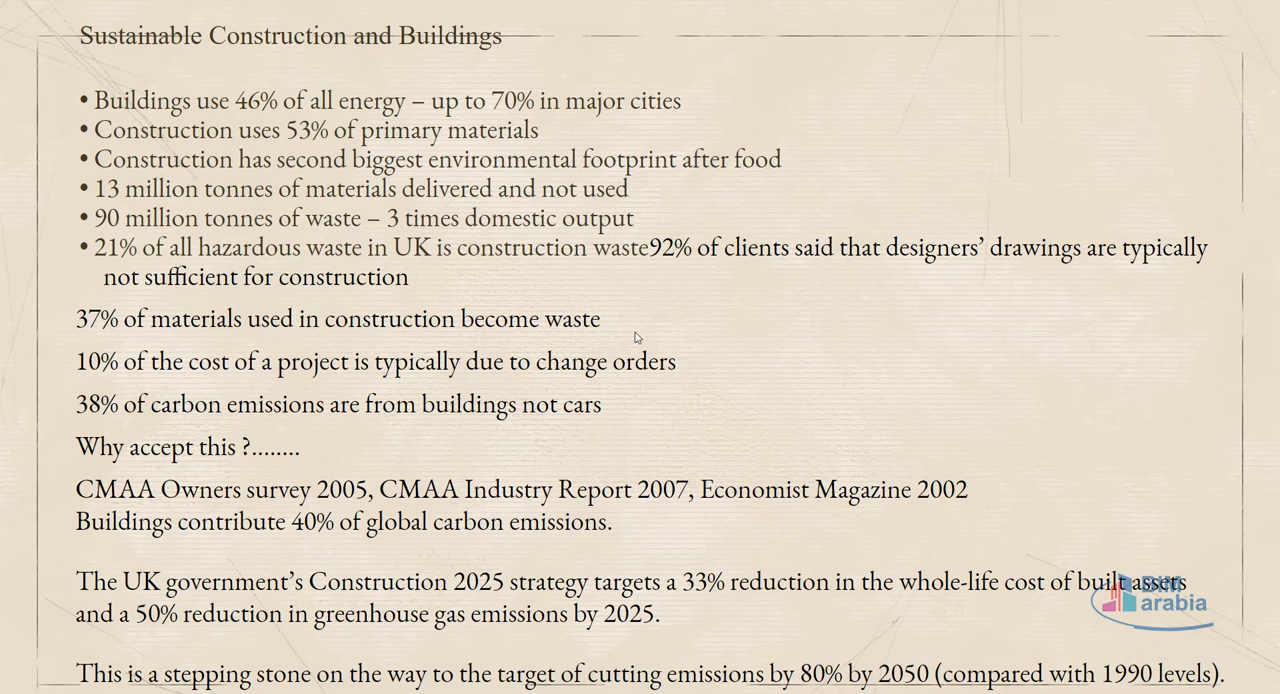 Sustainable Construction and Buildings
• Buildings use 46% of all energy – up to 70% in major cities
• Construction uses 53% of primary materials
• Construction has second biggest environmental footprint after food
• 13 million tonnes of materials delivered and not used
• 90 million tonnes of waste – 3 times domestic output
• 21% of all hazardous waste in UK is construction waste92% of clients said that designers’ drawings are typically
not sufficient for construction
37% of materials used in construction become waste
10% of the cost of a project is typically due to change orders
38% of carbon emissions are from buildings not cars
Why accept this ?........
CMAA Owners survey 2005, CMAA Industry Report 2007, Economist Magazine 2002
Buildings contribute 40% of global carbon emissions.
The UK government’s Construction 2025 strategy targets a 33% reduction in the whole-life cost of built assets
and a 50% reduction in greenhouse gas emissions by 2025.
BIM
arabia
This is a stepping stone on the way to the target of cutting emissions by 80% by 2050 (compared with 1990 levels).